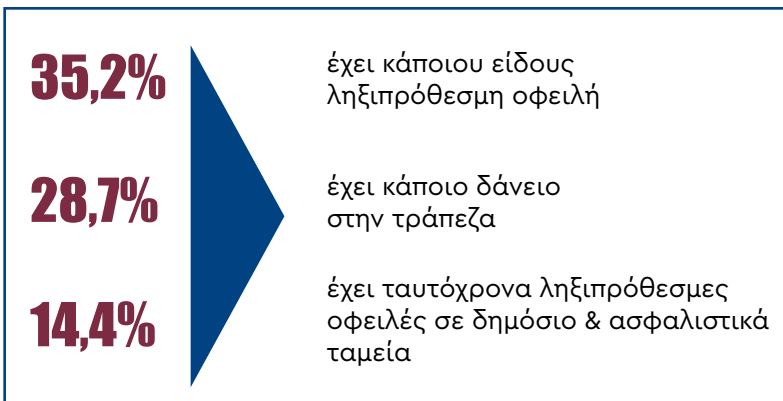 35,2%
έχει κάποιου είδους
ληξιπρόθεσμη οφειλή
28,7%
έχει κάποιο δάνειο
στην τράπεζα
14,4%
έχει ταυτόχρονα ληξιπρόθεσμες
οφειλές σε δημόσιο & ασφαλιστικά
ταμεία